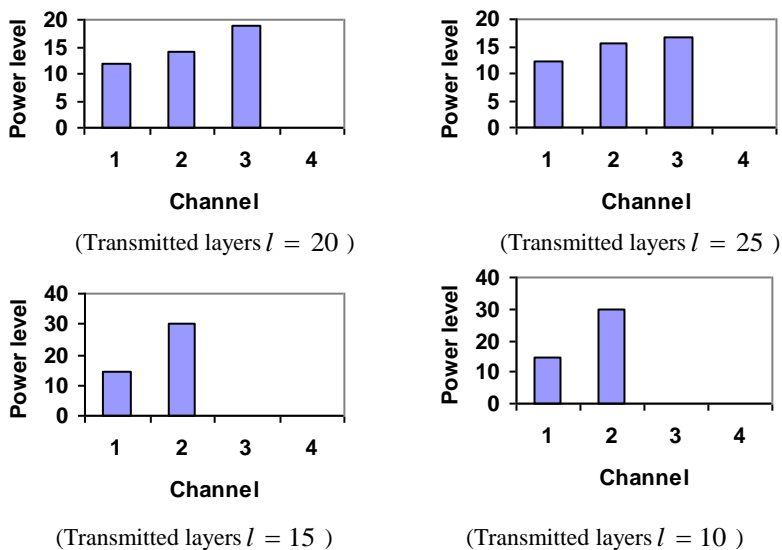 Power level
20
15
10
5
0
1 2 3 4
Channel
(Transmitted layers l = 20 )
Power level
25
20
15
10
5
0
1 2 3 4
Channel
(Transmitted layers l = 25 )
Power level
40
30
20
10
0
1 2 3 4
Channel
(Transmitted layers l = 15 )
Power level
40
30
20
10
0
1 2 3 4
Channel
(Transmitted layers l = 10 )